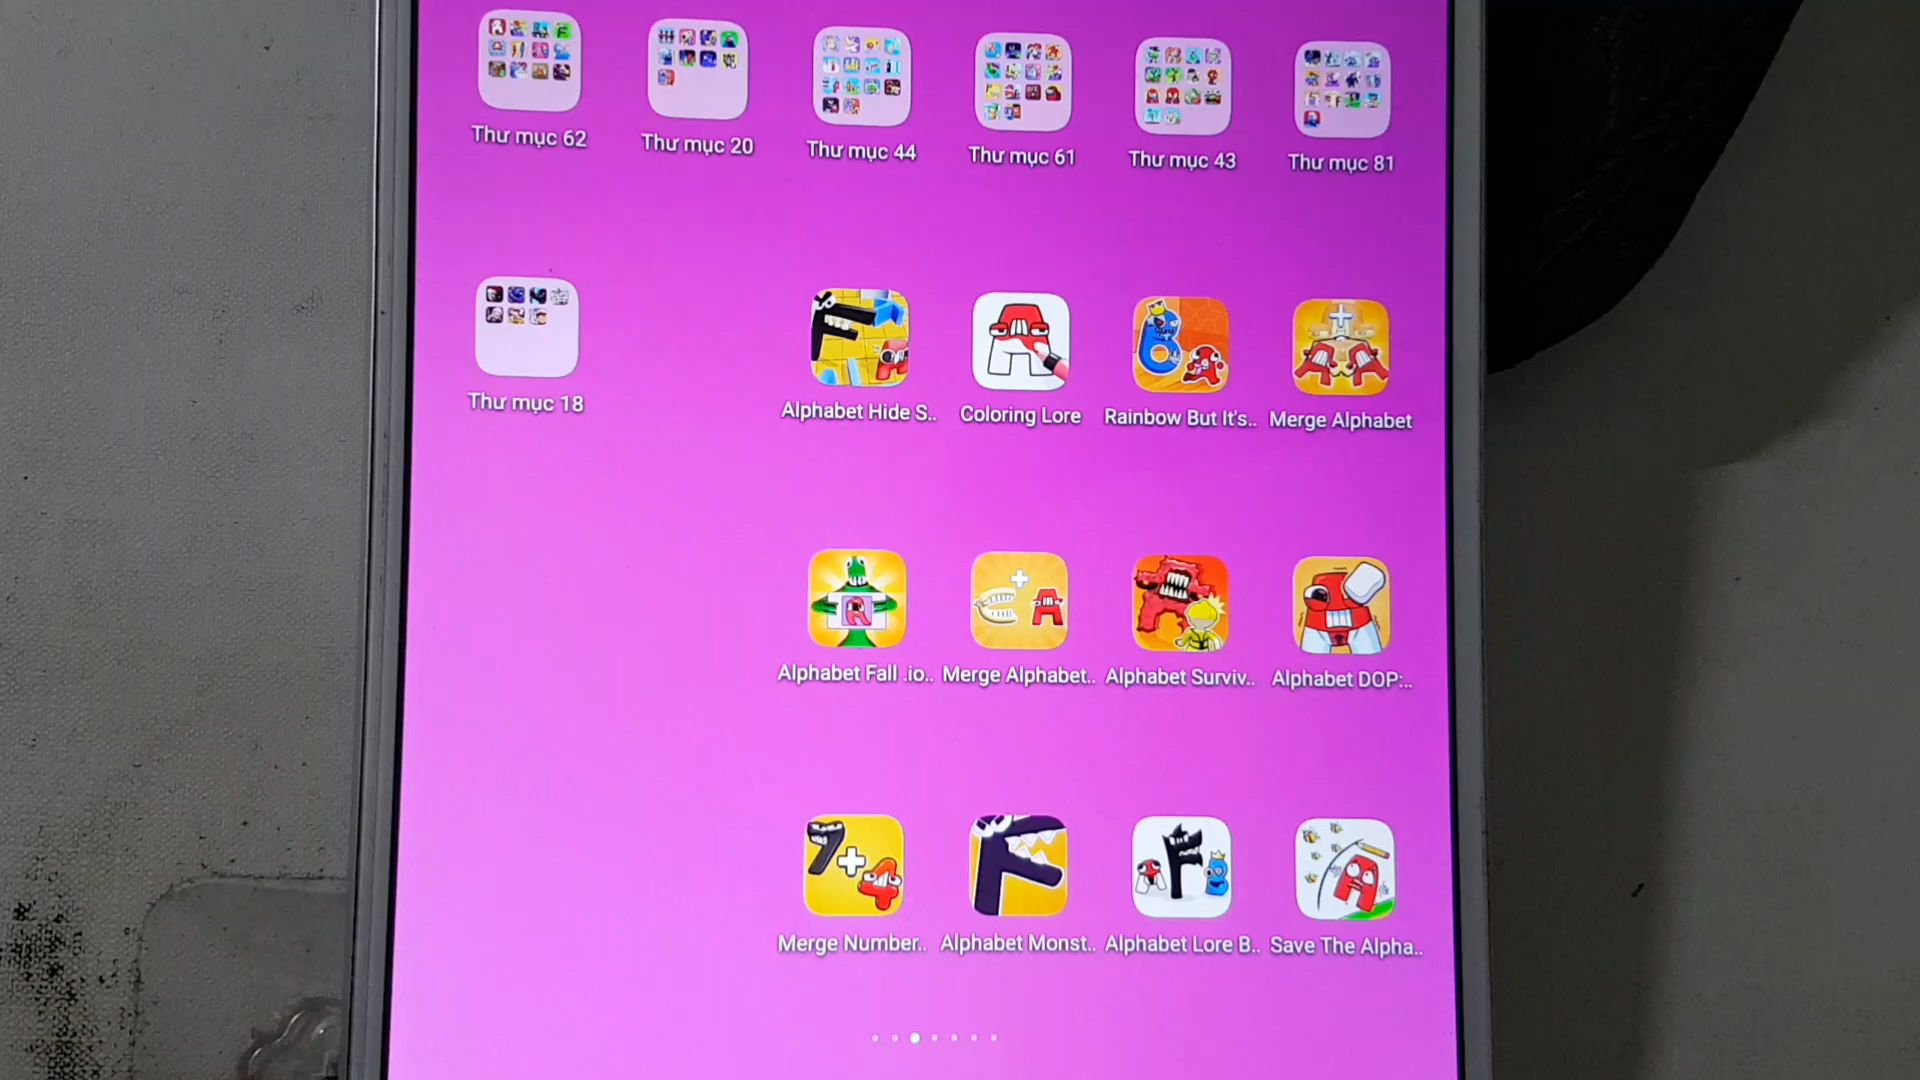 Thư mục 62
Thư mục 20
Thư mục 44
Thư mục 61
Thư mục 43
Thư mục 81
Thư mục 18
Alphabet Hide S..
Coloring Lore
Rainbow But It's..
Merge Alphabet
Alphabet Fall .io..
Merge Alphabet..
Alphabet Surviv..
Alphabet DOP:..
Merge Number..
Alphabet Monst..
Alphabet Lore B..
Save The Alpha..